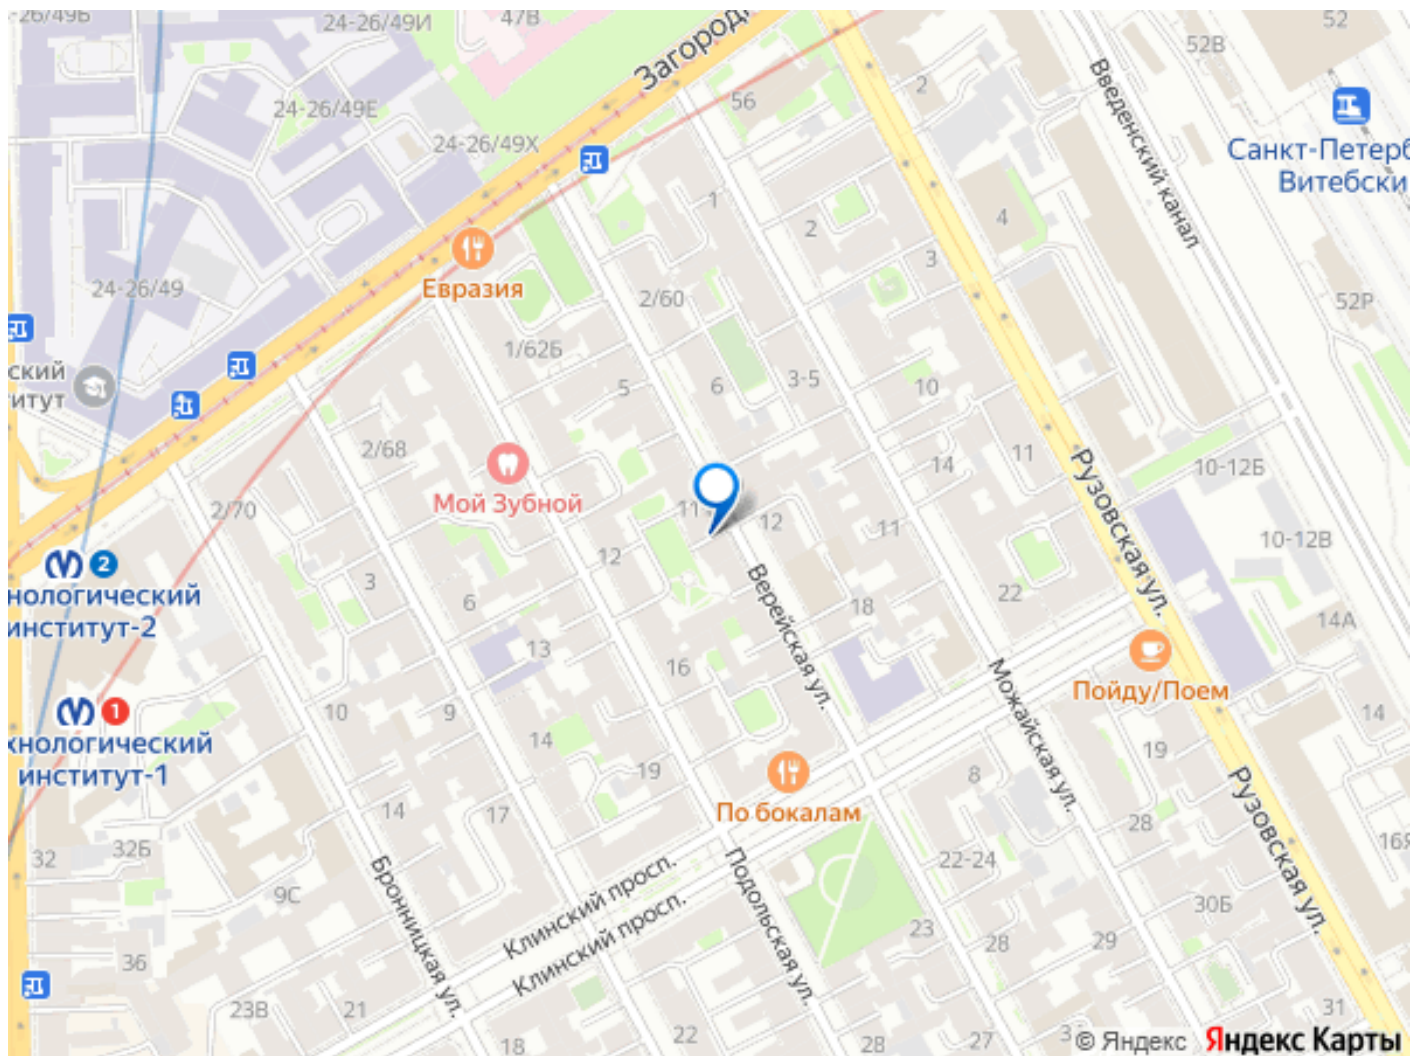 24-26/49Б
24-26/49И
47В
52
52В
Загородн
2
56
Введенский канал
24-26/49Е
24-26/49Х
Санкт-Петерб
Витебски
1
4
2
3
24-26/49
Евразия
2/60
52Р
1/62Б
ский
титут
5
6
3-5
10
2/68
11
14
10-12Б
Мой Зубной
Рузовская ул.
2/70
11
12
11
10-12В
2
нологический
институт-2
12
3
6
Верейская ул.
18
22
14А
13
16
Пойду/Поем
Можайская ул.
1
хнологический
институт-1
10
9
14
14
19
8
19
Рузовская ул.
По бокалам
14
17
28
16Я
32
32Б
22-24
Бронницкая ул.
Клинский просп.
Подольская ул.
9С
30Б
Клинский просп.
23
28
29
36
23В
21
22
31
18
28
27
3
© Яндекс
Яндекс Карты